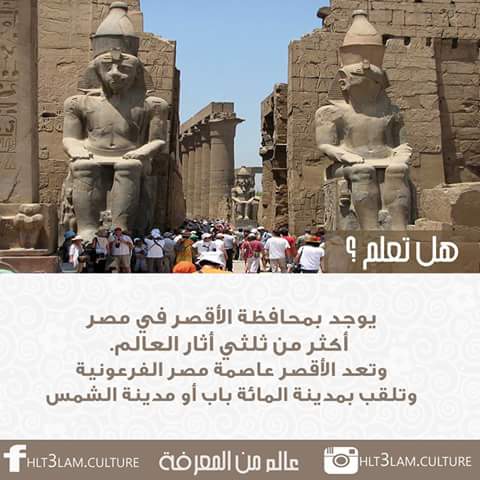 هل تعلم ؟
يوجد بمحافظة الأقصر في مصر
أكثر من ثلثي أثار العالم.
وتعد الأقصر عاصمة مصر الفرعونية
وتلقب بمدينة المائة باب أو مدينة الشمس
HLT3LAM.CULTURE
عالم من المعرفة
HLT3LAM.CULTURE